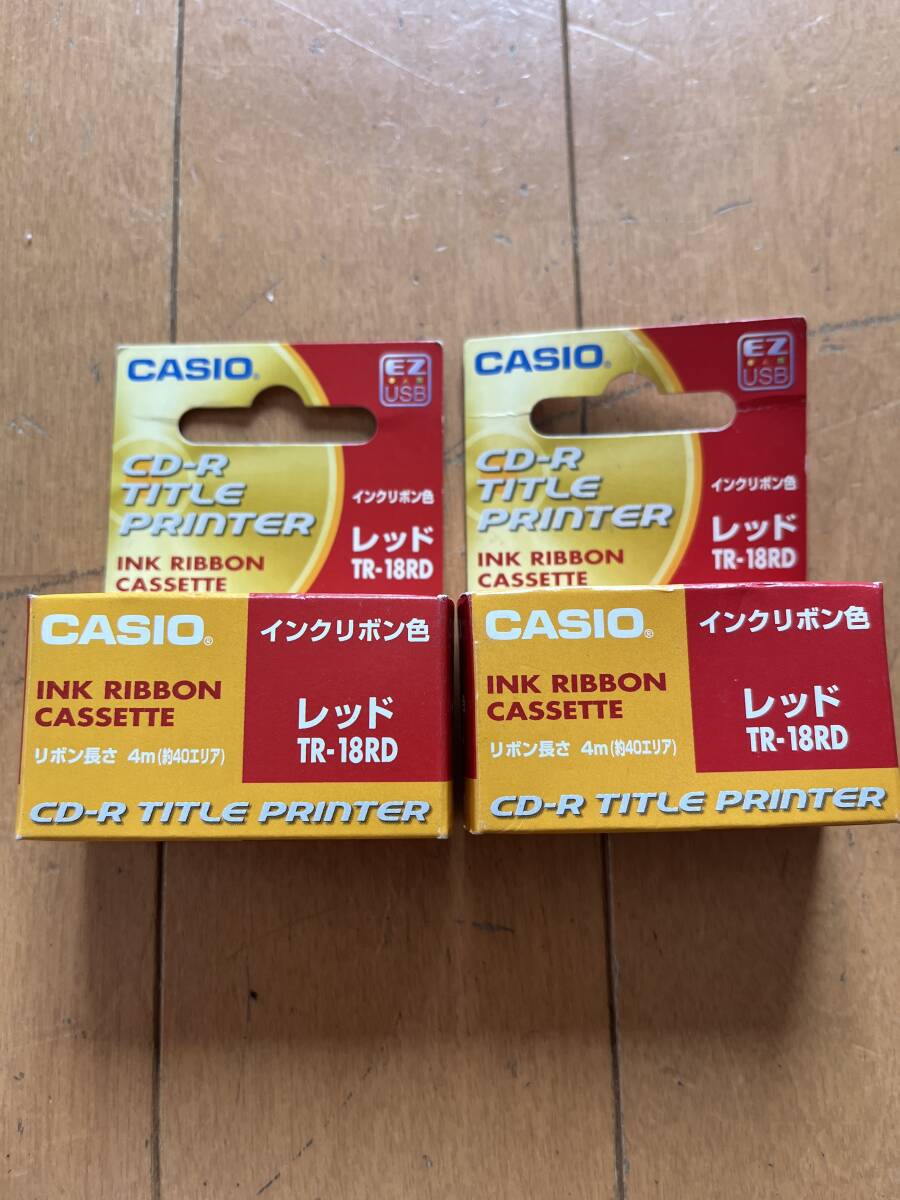 CASIO®
EZ
USB
CD-R
TITLE
PRINTER
INK RIBBON
CASSETTE
インクリボン色
レッド
TR-18RD
CASIO®
INK RIBBON
CASSETTE
リボン長さ 4m(約40エリア)
インクリボン色
レッド
TR-18RD
CD-R TITLE PRINTER
CASIO®
EZ
USB
CD-R
TITLE
PRINTER
INK RIBBON
CASSETTE
インクリボン色
レッド
TR-18RD
CASIO®
INK RIBBON
CASSETTE
リボン長さ 4m(約40エリア)
インクリボン色
レッド
TR-18RD
CD-R TITLE PRINTER